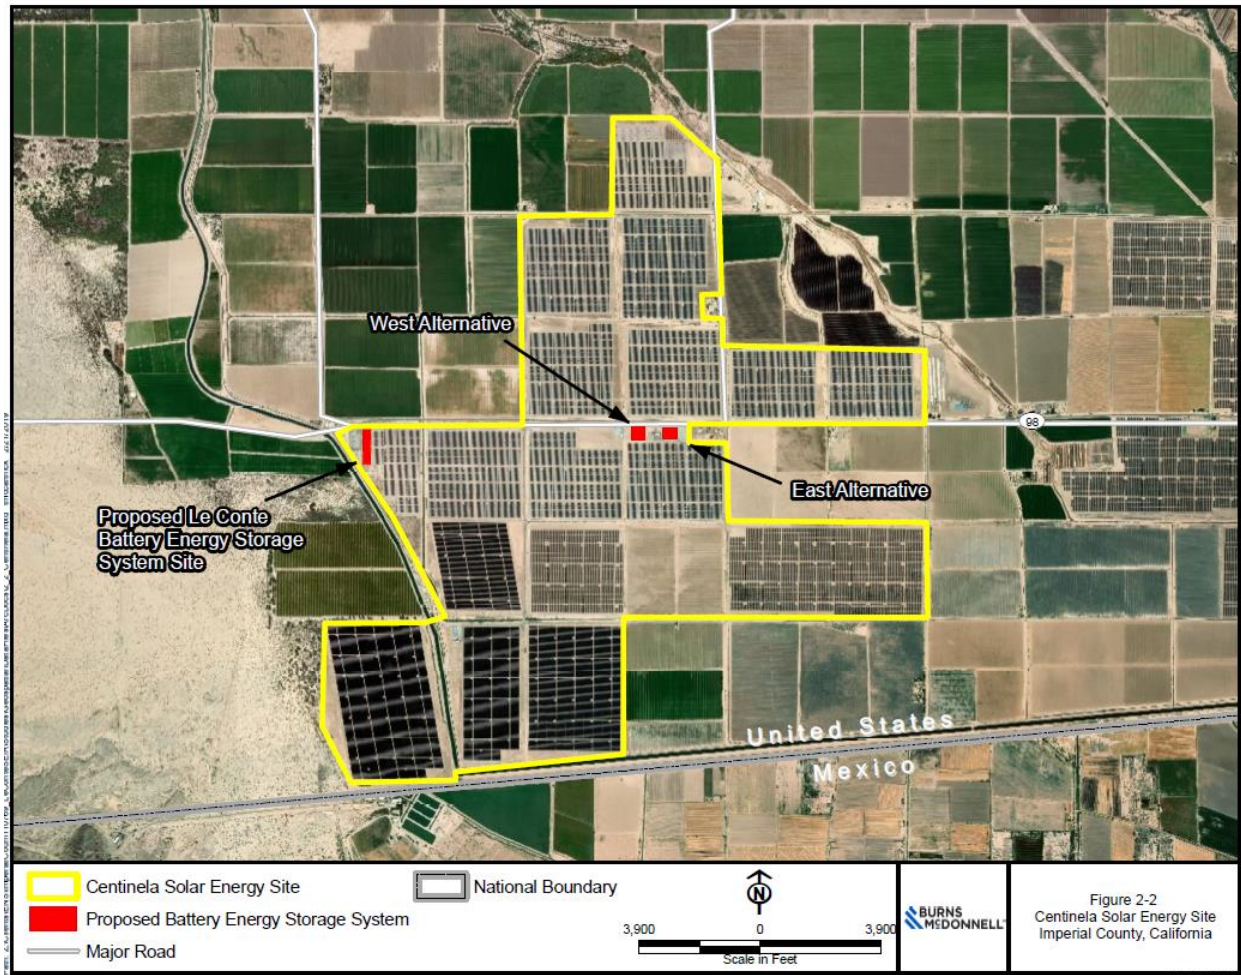 West Alternative
98
East Alternative
Proposed Le Conte
Battery Energy Storage
System Site
United States
Mexico
Centinela Solar Energy Site
National Boundary
Proposed Battery Energy Storage System
Major Road
N
3,900
0
3,900
Scale in Feet
BURNS
MCDONNELL
Figure 2-2
Centinela Solar Energy Site
Imperial County, California